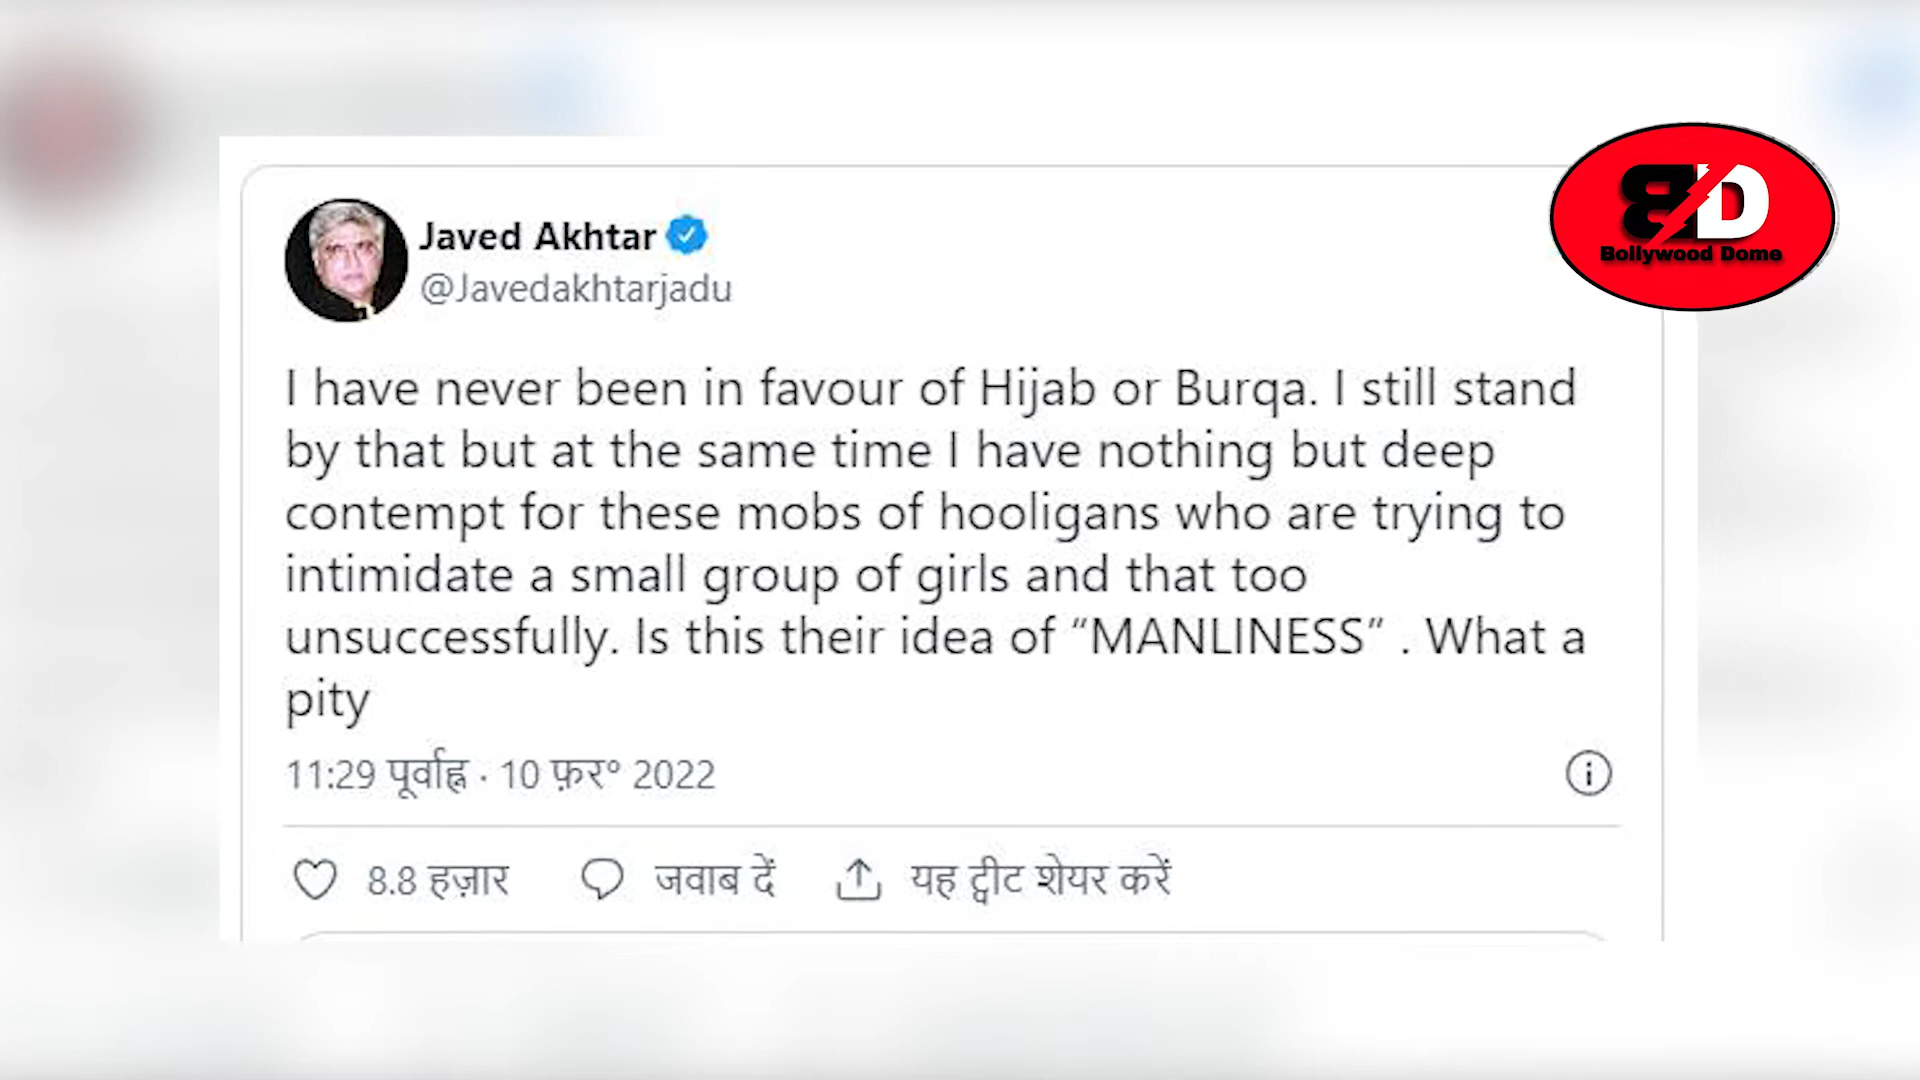 BD
Bollywood Dome
Javed Akhtar
@Javedakhtarjadu
I have never been in favour of Hijab or Burqa. I still stand
by that but at the same time I have nothing but deep
contempt for these mobs of hooligans who are trying to
intimidate a small group of girls and that too
unsuccessfully. Is this their idea of “MANLINESS” . What a
pity
11:29 पूर्वाह्न · 10 फ़र॰ 2022
8.8 हज़ार जवाब दें यह ट्वीट शेयर करें